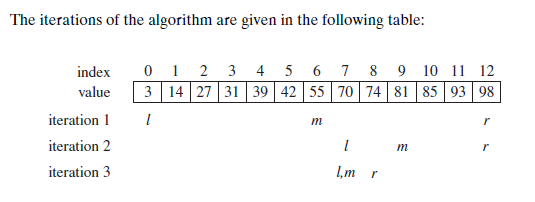 The iterations of the algorithm are given in the following table:
index 0 1 2 3 4 5 6 7 8 9 10 11 12
value 3 14 27 31 39 42 55 70 74 81 85 93 98
iteration 1 l m r
iteration 2 l m r
iteration 3 l,m r